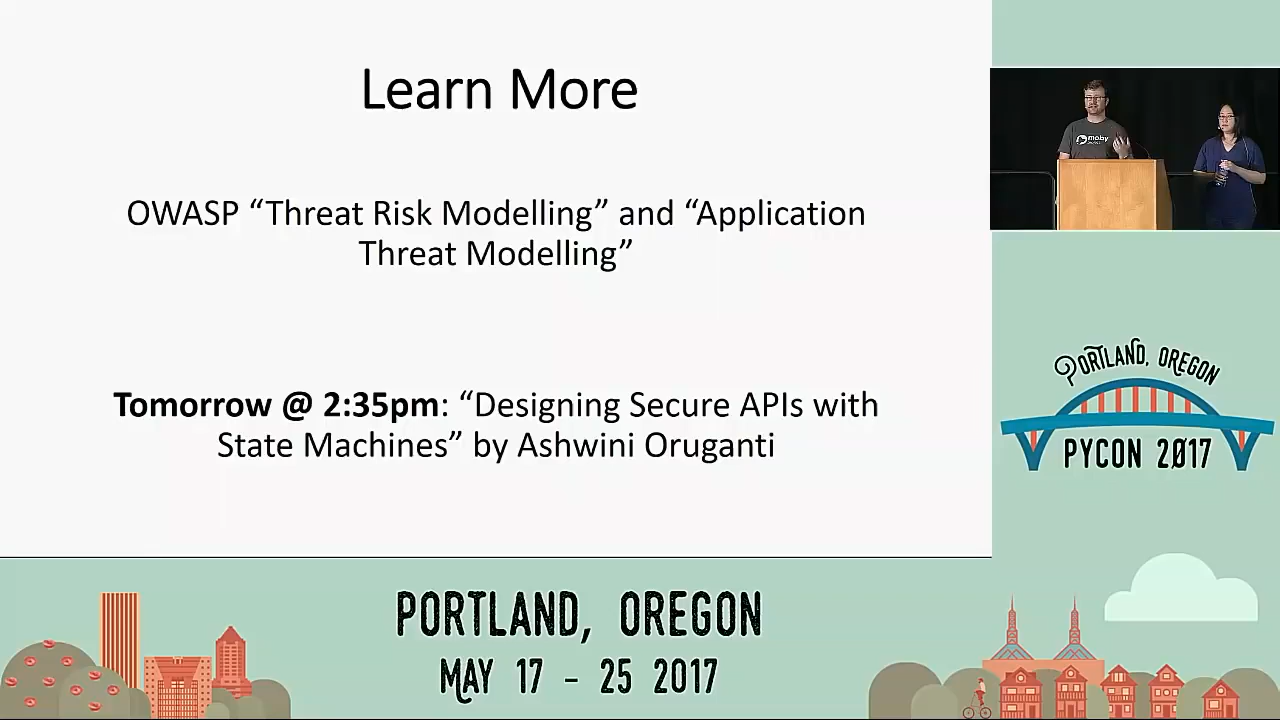 Learn More
OWASP “Threat Risk Modelling” and “Application
Threat Modelling”
Tomorrow @ 2:35pm: “Designing Secure APIs with
State Machines” by Ashwini Oruganti
moby
PORTLAND, OREGON
PYCON 2017
PORTLAND, OREGON
MAY 17 - 25 2017